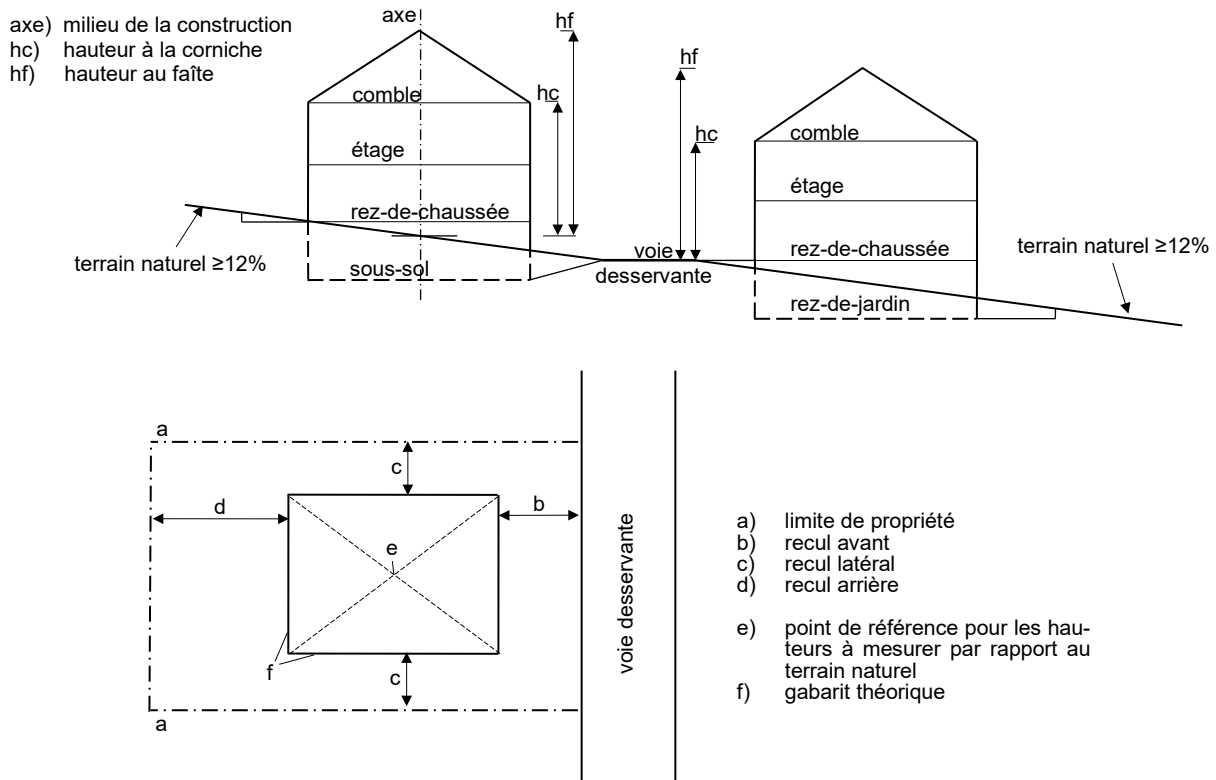 axe) milieu de la construction
hc) hauteur à la corniche
hf) hauteur au faîte
axe
hf
hf
hc
hc
comble
étage
rez-de-chaussée
sous-sol
terrain naturel ≥12%
voie
desservante
comble
étage
rez-de-chaussée
rez-de-jardin
terrain naturel ≥12%
a
c
d
b
e
f
c
a
voie desservante
a) limite de propriété
b) recul avant
c) recul latéral
d) recul arrière
e) point de référence pour les hau-
teurs à mesurer par rapport au
terrain naturel
f) gabarit théorique